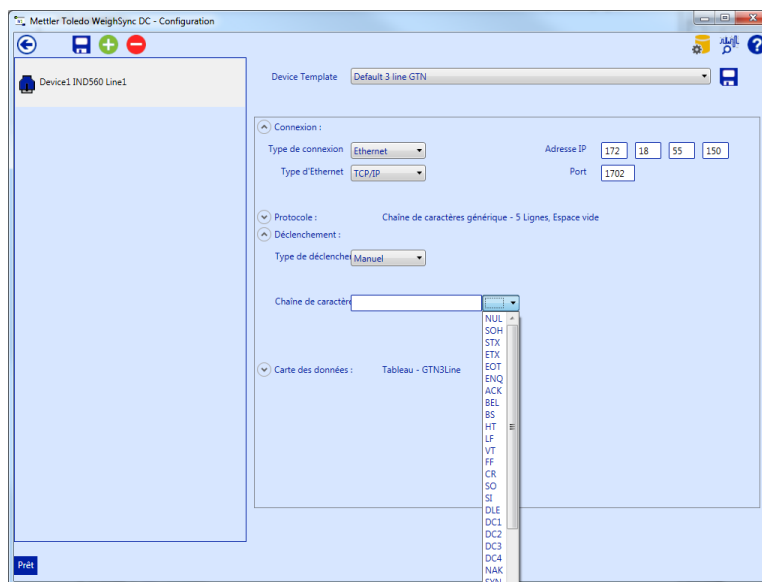 Mettler Toledo WeighSync DC - Configuration
Device1 IND560 Line1
Device Template Default 3 line GTN
Connexion :
Type de connexion Ethernet Adresse IP 172 18 55 150
Type d'Ethernet TCP/IP Port 1702
Protocole : Chaîne de caractères générique - 5 Lignes, Espace vide
Déclenchement :
Type de déclenche Manuel
Chaîne de caractère
NUL
SOH
STX
ETX
EOT
ENQ
ACK
BEL
BS
HT
LF
VT
FF
CR
SO
SI
DLE
DC1
DC2
DC3
DC4
NAK
SYN
Carte des données : Tableau - GTN3Line
Prêt